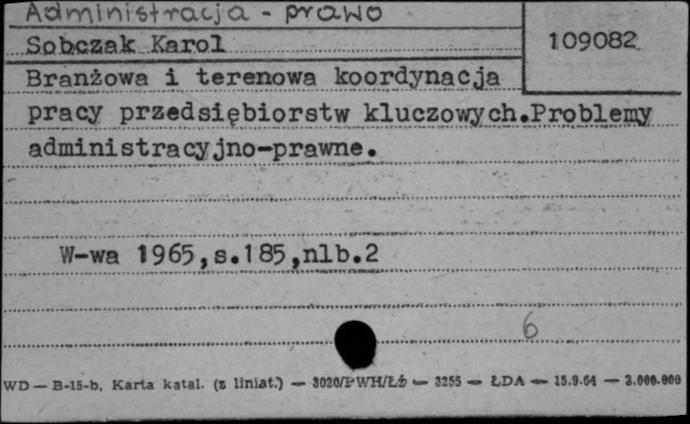 Administracja - prawo
Sobczak Karol
109082
Branżowa i terenowa koordynacja
pracy przedsiębiorstw kluczowych.Problemy
administracyjno-prawne.
W-wa 1965,s.185,nlb.2
6
WD — B-15-b, Karta katal. (z liniat.) — 3020/PWH/Łż — 3255 — ŁDA — 15.9.64 — 2.000.000